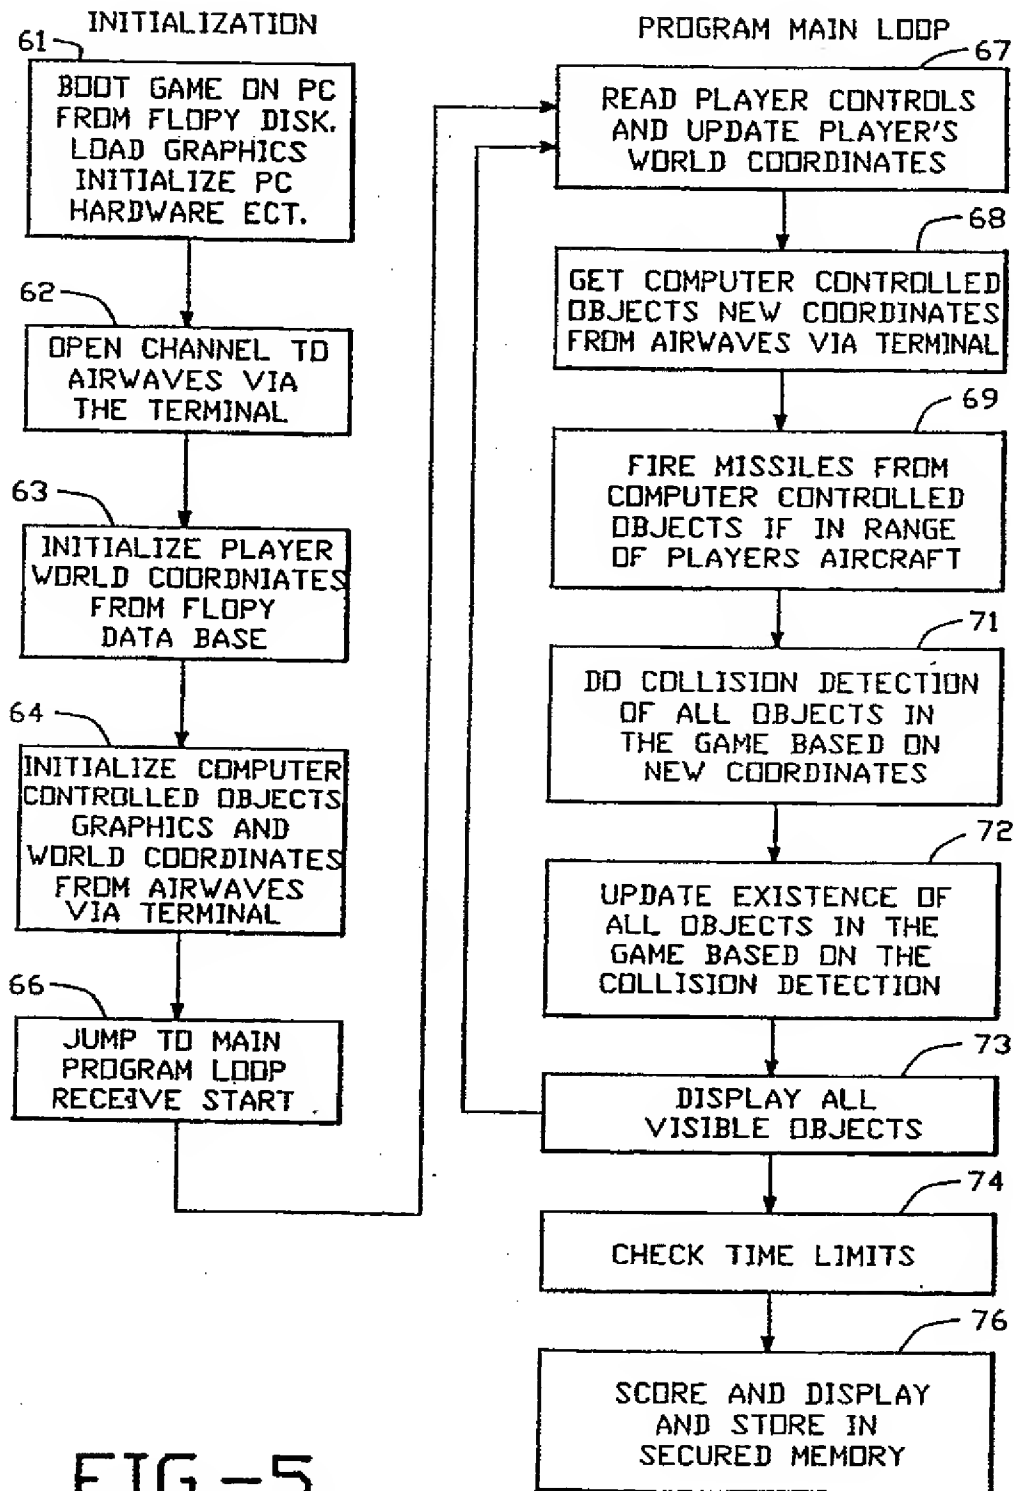 INITIALIZATION
61
BOOT GAME ON PC
FROM FLOPY DISK.
LOAD GRAPHICS
INITIALIZE PC
HARDWARE ECT.
62
OPEN CHANNEL TO
AIRWAVES VIA
THE TERMINAL
63
INITIALIZE PLAYER
WORLD COORDNIATES
FROM FLOPY
DATA BASE
64
INITIALIZE COMPUTER
CONTROLLED OBJECTS
GRAPHICS AND
WORLD COORDINATES
FROM AIRWAVES
VIA TERMINAL
66
JUMP TO MAIN
PROGRAM LOOP
RECEIVE START
PROGRAM MAIN LOOP
67
READ PLAYER CONTROLS
AND UPDATE PLAYER'S
WORLD COORDINATES
68
GET COMPUTER CONTROLLED
OBJECTS NEW COORDINATES
FROM AIRWAVES VIA TERMINAL
69
FIRE MISSILES FROM
COMPUTER CONTROLLED
OBJECTS IF IN RANGE
OF PLAYERS AIRCRAFT
71
DO COLLISION DETECTION
OF ALL OBJECTS IN
THE GAME BASED ON
NEW COORDINATES
72
UPDATE EXISTENCE OF
ALL OBJECTS IN THE
GAME BASED ON THE
COLLISION DETECTION
73
DISPLAY ALL
VISIBLE OBJECTS
74
CHECK TIME LIMITS
76
SCORE AND DISPLAY
AND STORE IN
SECURED MEMORY
FIG-5